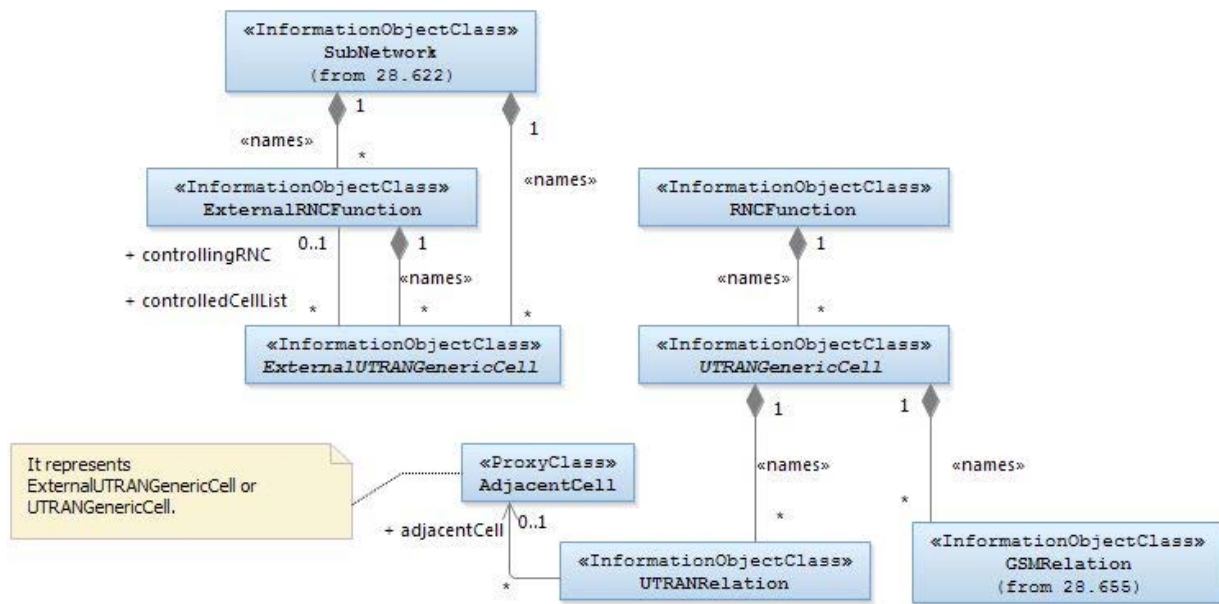 «InformationObjectClass»
SubNetwork
(from 28.622)
1
1
«names»
*
«names»
«InformationObjectClass»
ExternalRNCFunction
«InformationObjectClass»
RNCFunction
0..1
1
1
+ controllingRNC
«names»
«names»
+ controlledCellList
*
*
*
*
«InformationObjectClass»
ExternalUTRANGenericCell
«InformationObjectClass»
UTRANGenericCell
1
1
It represents
ExternalUTRANGenericCell or
UTRANGenericCell.
«ProxyClass»
AdjacentCell
«names»
«names»
+ adjacentCell
0..1
*
*
*
«InformationObjectClass»
UTRANRelation
«InformationObjectClass»
GSMRelation
(from 28.655)